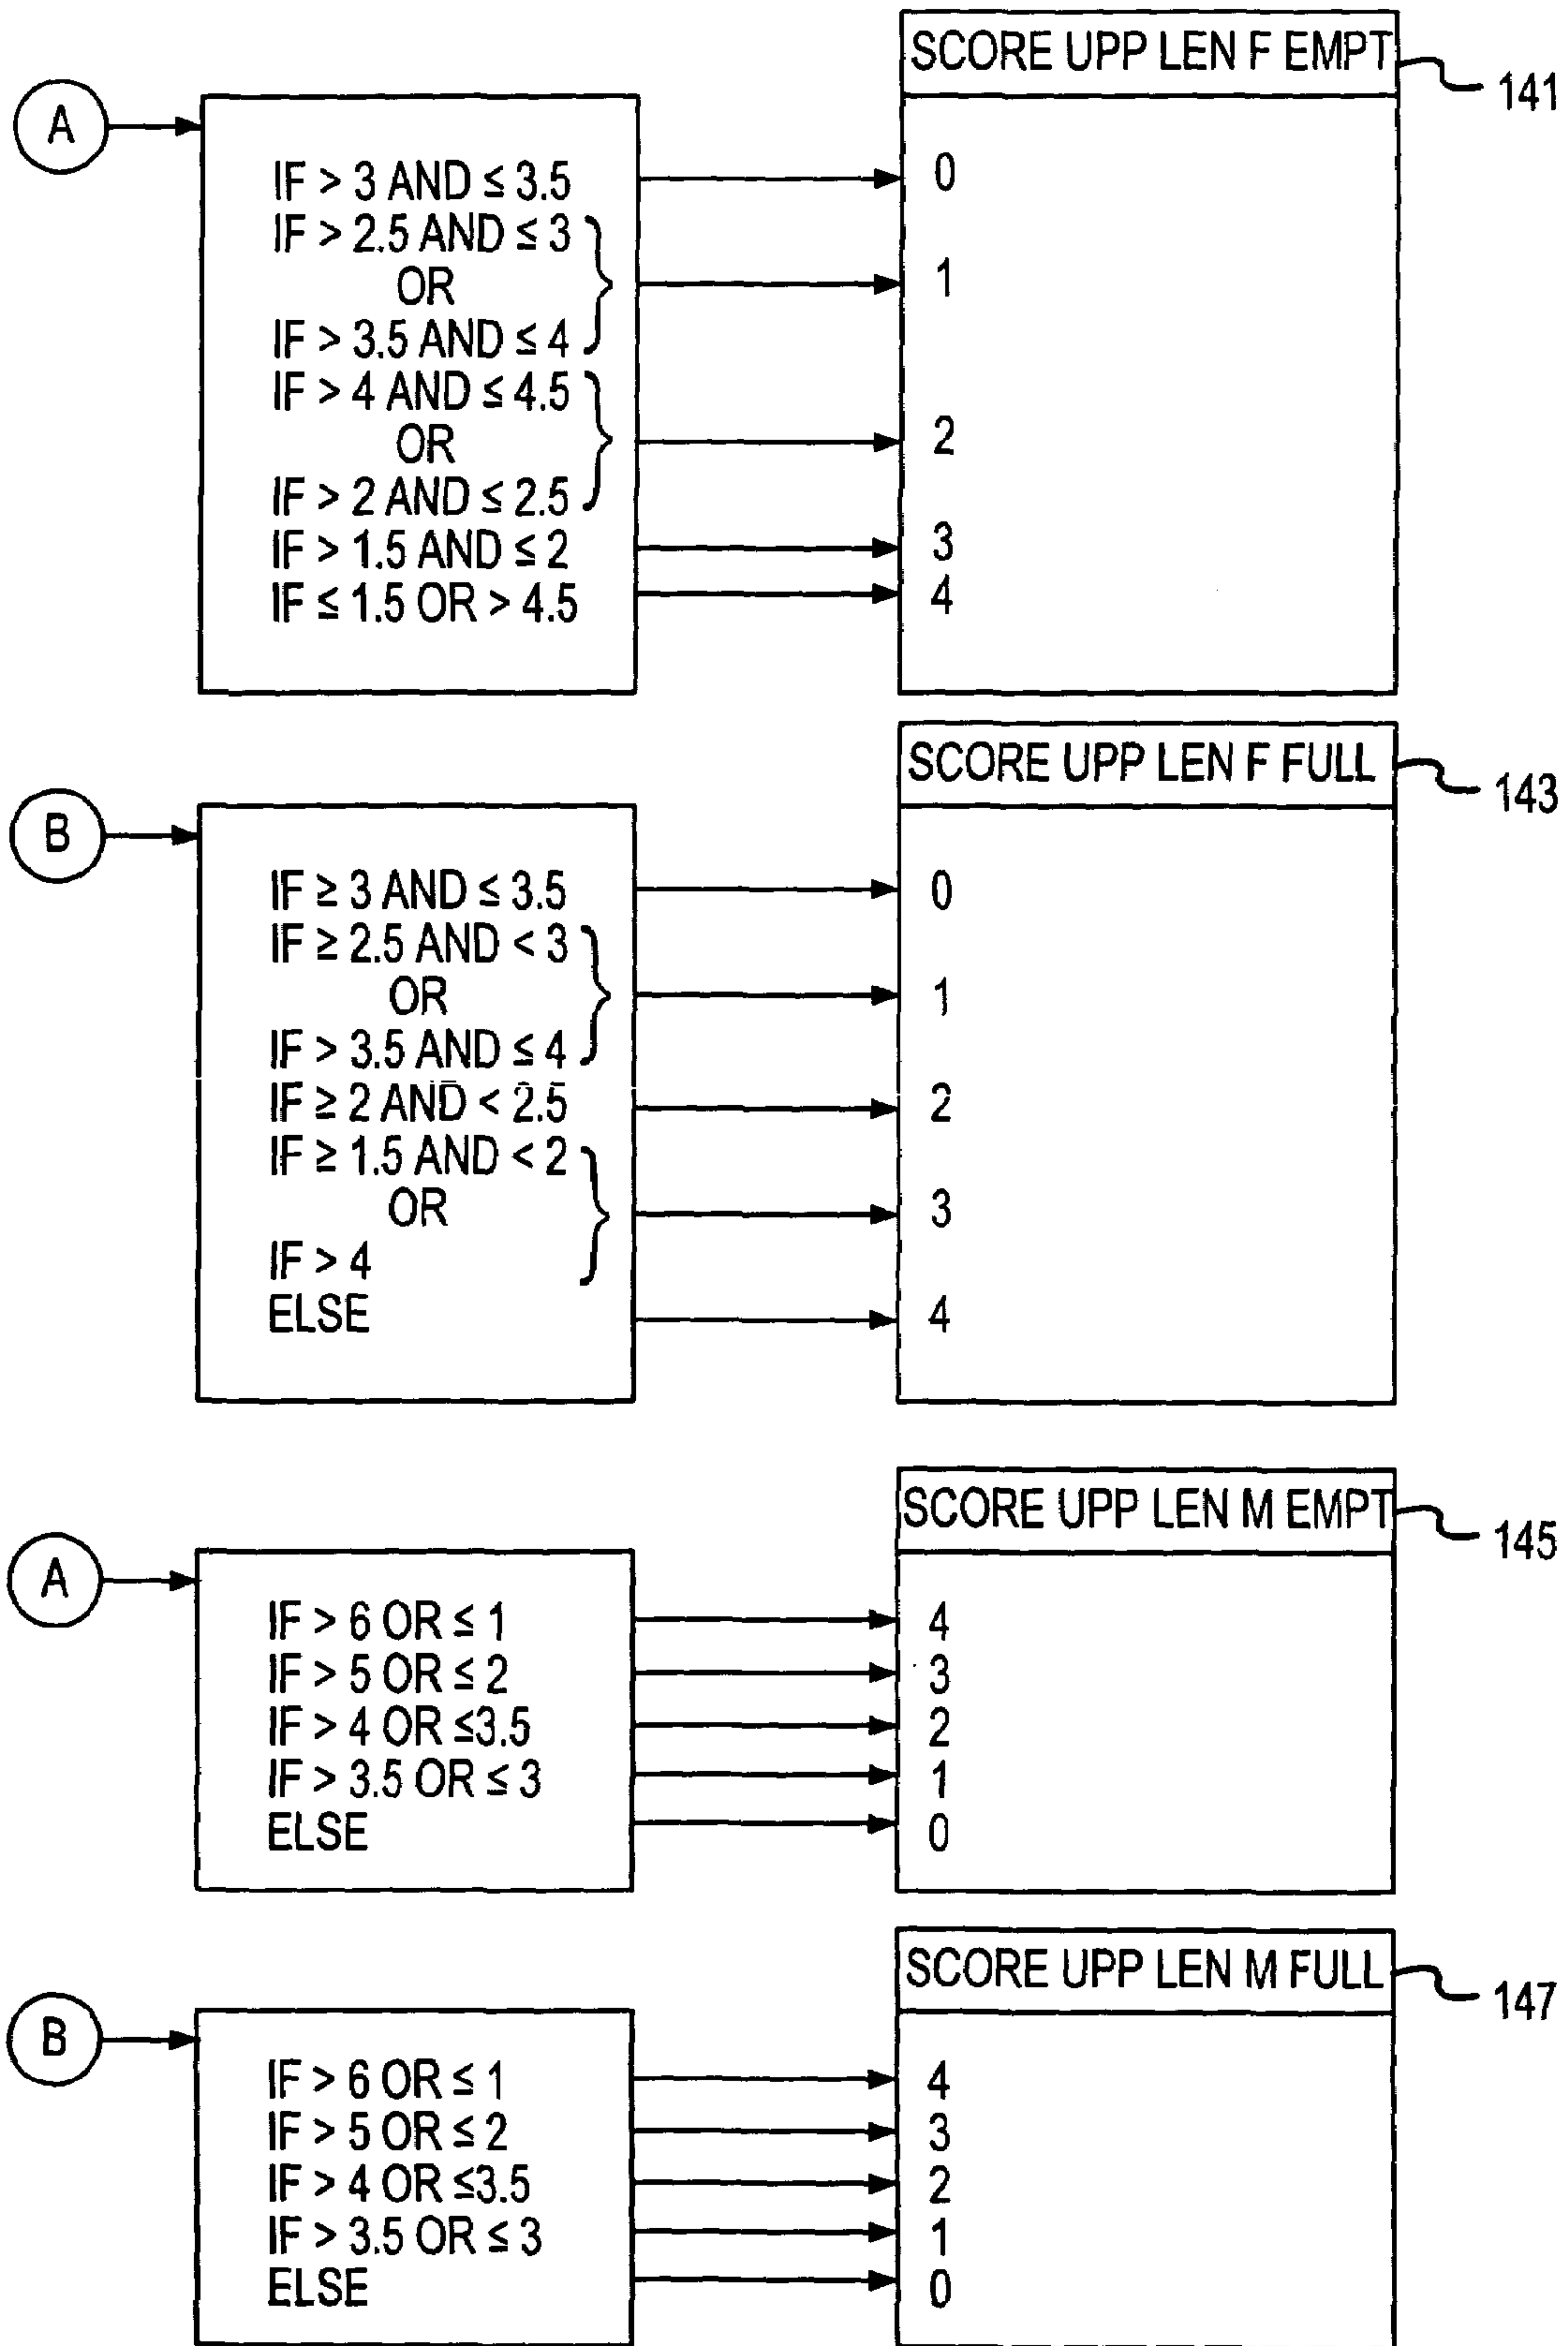 SCORE UPP LEN F EMPT
141
A
IF > 3 AND ≤ 3.5
0
IF > 2.5 AND ≤ 3
OR
1
IF > 3.5 AND ≤ 4
IF > 4 AND ≤ 4.5
OR
2
IF > 2 AND ≤ 2.5
IF > 1.5 AND ≤ 2
3
IF ≤ 1.5 OR > 4.5
4
SCORE UPP LEN F FULL
143
B
IF ≥ 3 AND ≤ 3.5
0
IF ≥ 2.5 AND < 3
OR
1
IF > 3.5 AND ≤ 4
IF ≥ 2 AND < 2.5
2
IF ≥ 1.5 AND < 2
OR
3
IF > 4
ELSE
4
SCORE UPP LEN M EMPT
145
A
IF > 6 OR ≤ 1
4
IF > 5 OR ≤ 2
3
IF > 4 OR ≤3.5
2
IF > 3.5 OR ≤ 3
1
ELSE
0
SCORE UPP LEN M FULL
147
B
IF > 6 OR ≤ 1
4
IF > 5 OR ≤ 2
3
IF > 4 OR ≤3.5
2
IF > 3.5 OR ≤ 3
1
ELSE
0